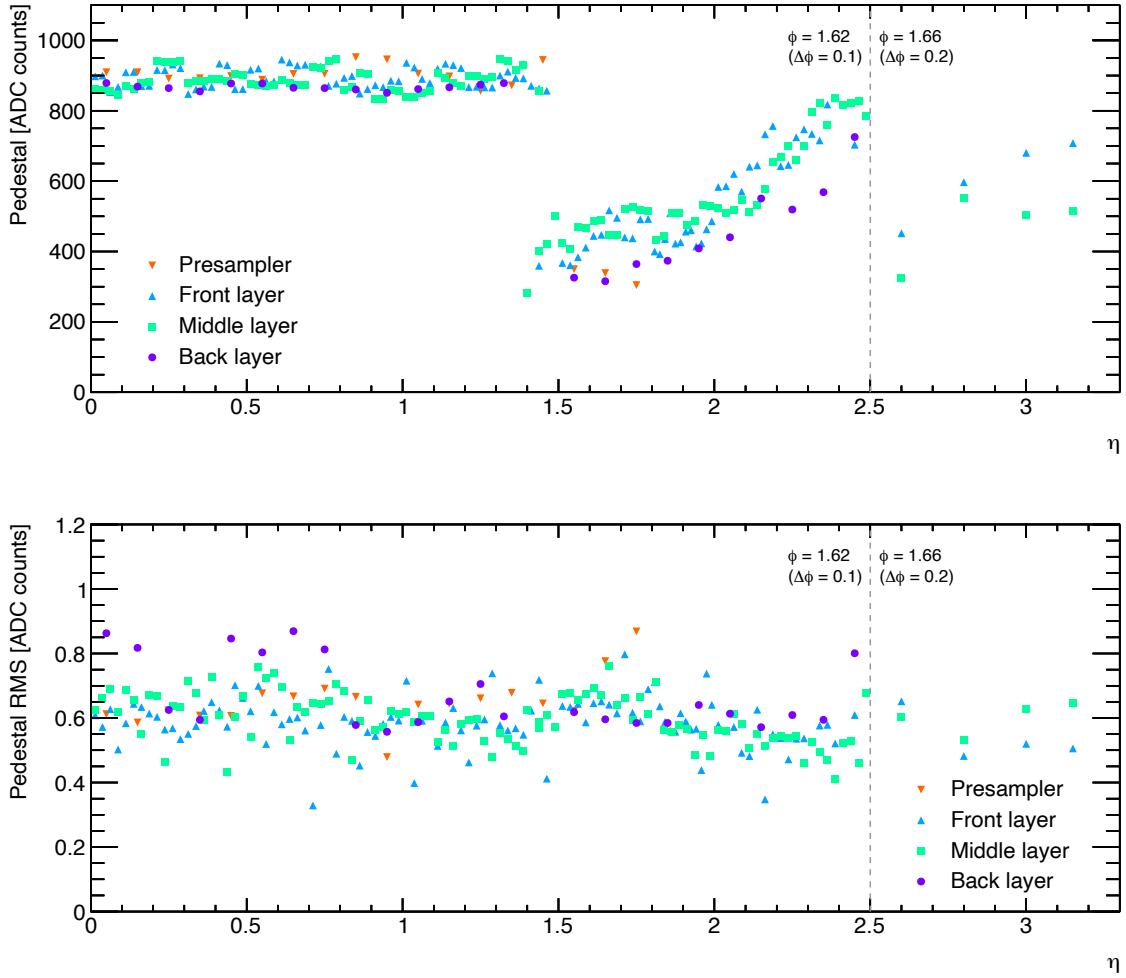 Pedestal [ADC counts]
1000
800
600
400
200
0
φ = 1.62
(Δφ = 0.1)
φ = 1.66
(Δφ = 0.2)
Presampler
Front layer
Middle layer
Back layer
0 0.5 1 1.5 2 2.5 3
η
Pedestal RMS [ADC counts]
1.2
1
0.8
0.6
0.4
0.2
0
φ = 1.62
(Δφ = 0.1)
φ = 1.66
(Δφ = 0.2)
Presampler
Front layer
Middle layer
Back layer
0 0.5 1 1.5 2 2.5 3
η